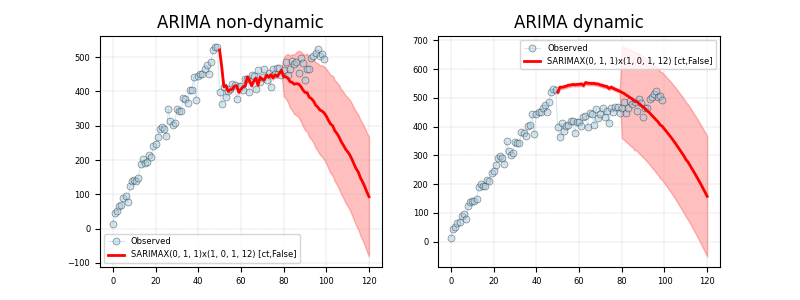 ARIMA non-dynamic
500
400
300
200
100
0
−100
0 20 40 60 80 100 120
Observed
SARIMAX(0, 1, 1)x(1, 0, 1, 12) [ct,False]
ARIMA dynamic
700
600
500
400
300
200
100
0
0 20 40 60 80 100 120
Observed
SARIMAX(0, 1, 1)x(1, 0, 1, 12) [ct,False]